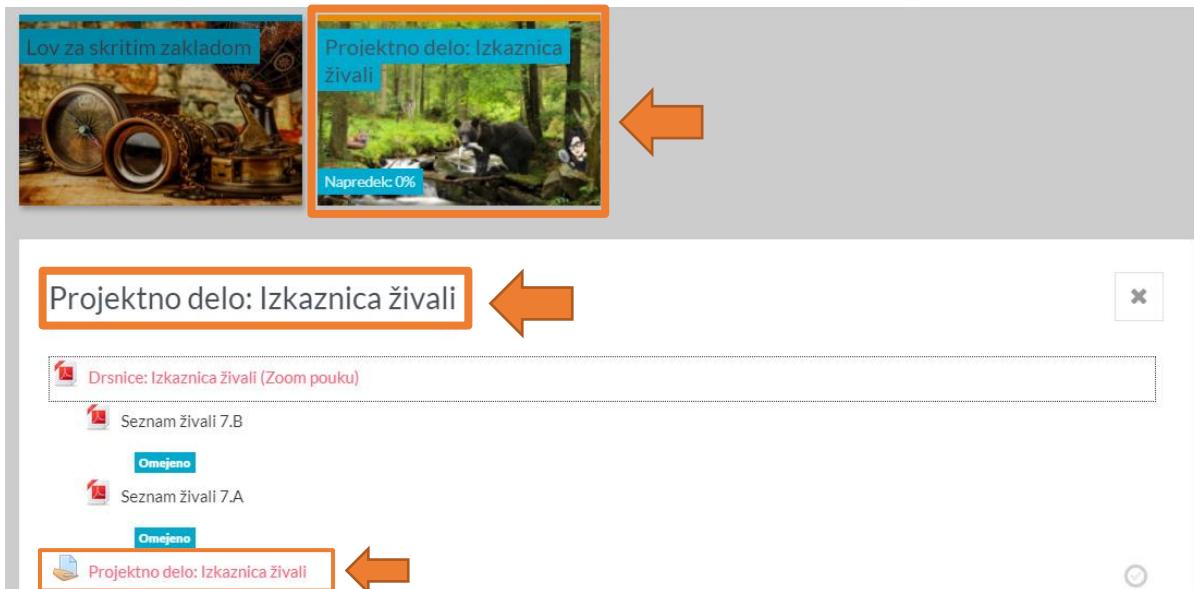 Lov za skritim zakladom
Projektno delo: Izkaznica
živali
Napredek: 0%
Projektno delo: Izkaznica živali
Drsnice: Izkaznica živali (Zoom pouku)
Seznam živali 7.B
Omejeno
Seznam živali 7.A
Omejeno
Projektno delo: Izkaznica živali